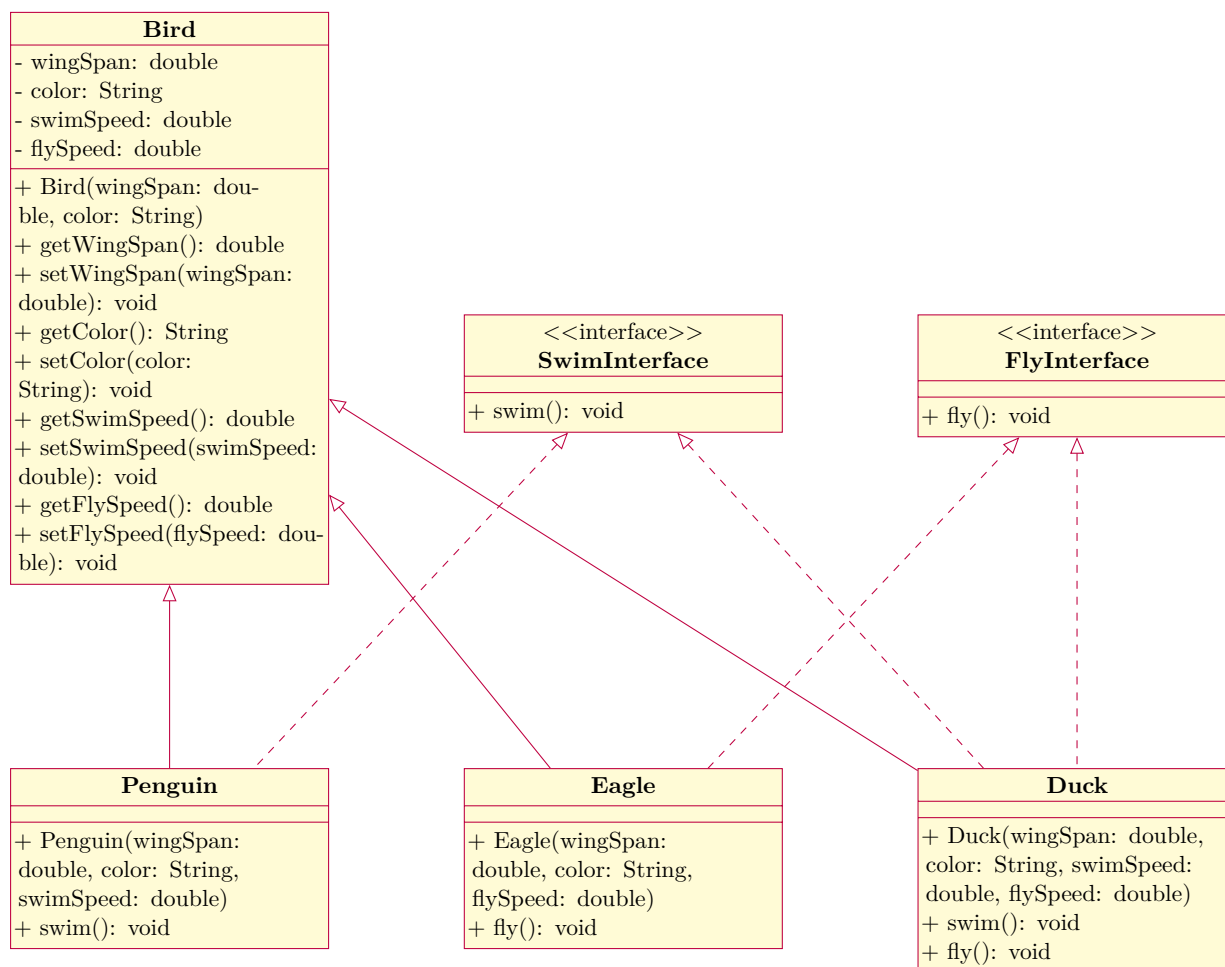 Bird
- wingSpan: double
- color: String
- swimSpeed: double
- flySpeed: double
+ Bird(wingSpan: dou-
ble, color: String)
+ getWingSpan(): double
+ setWingSpan(wingSpan:
double): void
+ getColor(): String
+ setColor(color:
String): void
+ getSwimSpeed(): double
+ setSwimSpeed(swimSpeed:
double): void
+ getFlySpeed(): double
+ setFlySpeed(flySpeed: dou-
ble): void
<<interface>>
SwimInterface
+ swim(): void
<<interface>>
FlyInterface
+ fly(): void
Penguin
+ Penguin(wingSpan:
double, color: String,
swimSpeed: double)
+ swim(): void
Eagle
+ Eagle(wingSpan:
double, color: String,
flySpeed: double)
+ fly(): void
Duck
+ Duck(wingSpan: double,
color: String, swimSpeed:
double, flySpeed: double)
+ swim(): void
+ fly(): void